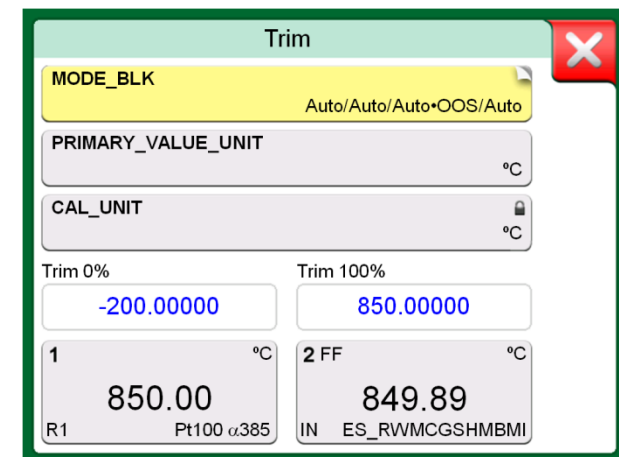 Trim
MODE_BLK
Auto/Auto/Auto•OOS/Auto
PRIMARY_VALUE_UNIT
ºC
CAL_UNIT
ºC
Trim 0% Trim 100%
-200.00000 850.00000
1 ºC 2 FF ºC
850.00 849.89
R1 Pt100 α385 IN ES_RWMCGSHMBMI